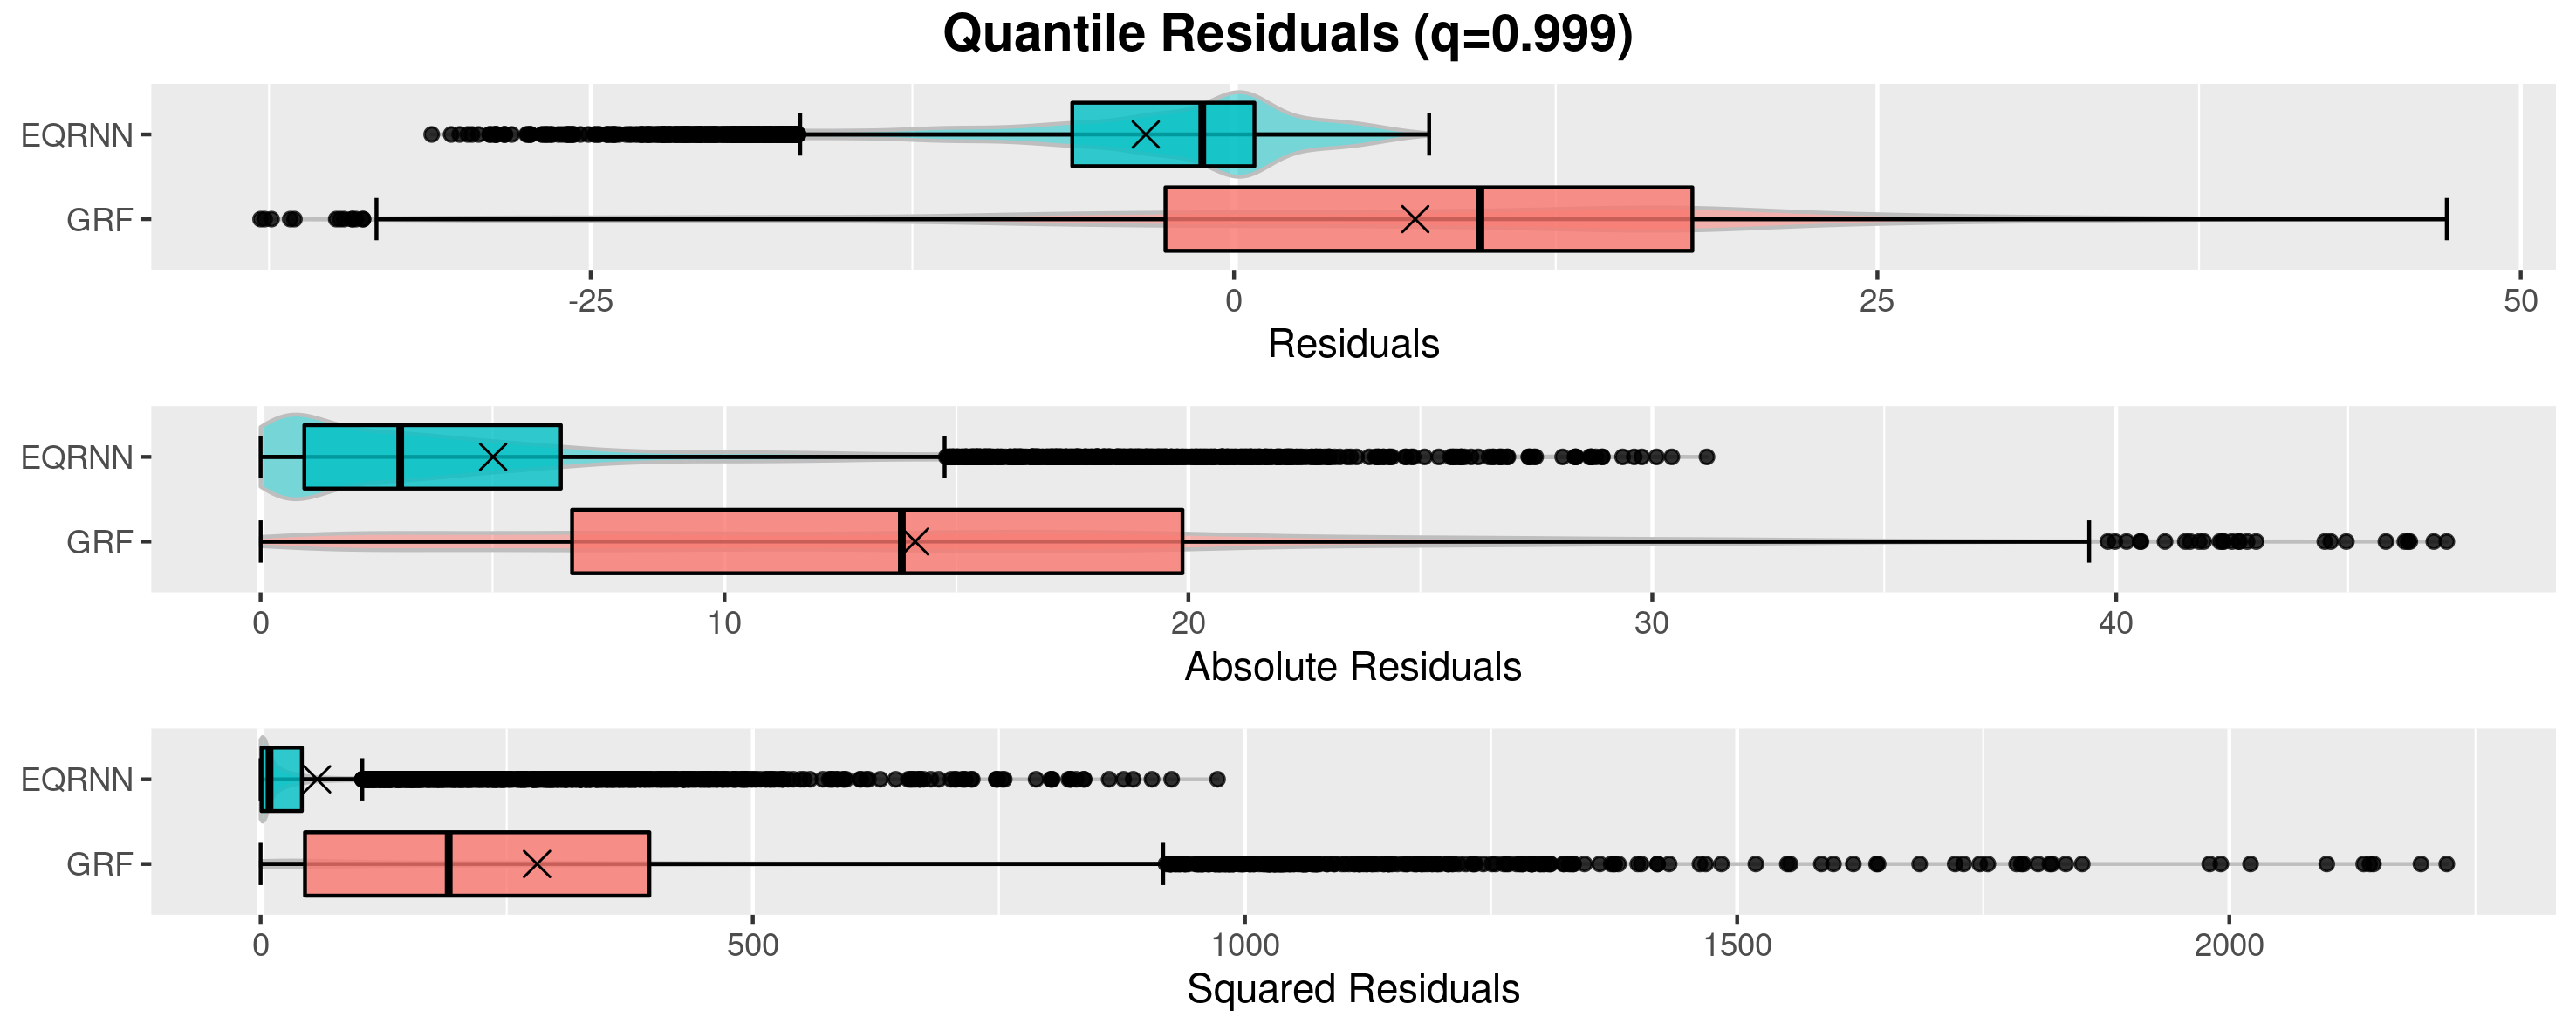 Quantile Residuals (q=0.999)
EQRNN
GRF
-25 0 25 50
Residuals
EQRNN
GRF
0 10 20 30 40
Absolute Residuals
EQRNN
GRF
0 500 1000 1500 2000
Squared Residuals